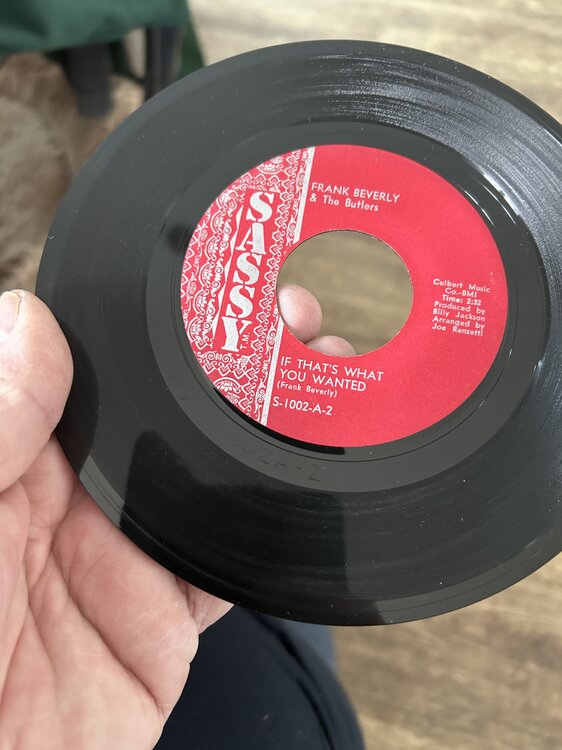 SASSY
T.M.
FRANK BEVERLY
& The Butlers
Culbert Music
Co.-BMI
Time: 2:32
Produced by
Billy Jackson
Arranged by
Joe Renzetti
IF THAT'S WHAT
YOU WANTED
(Frank Beverly)
S-1002-A-2